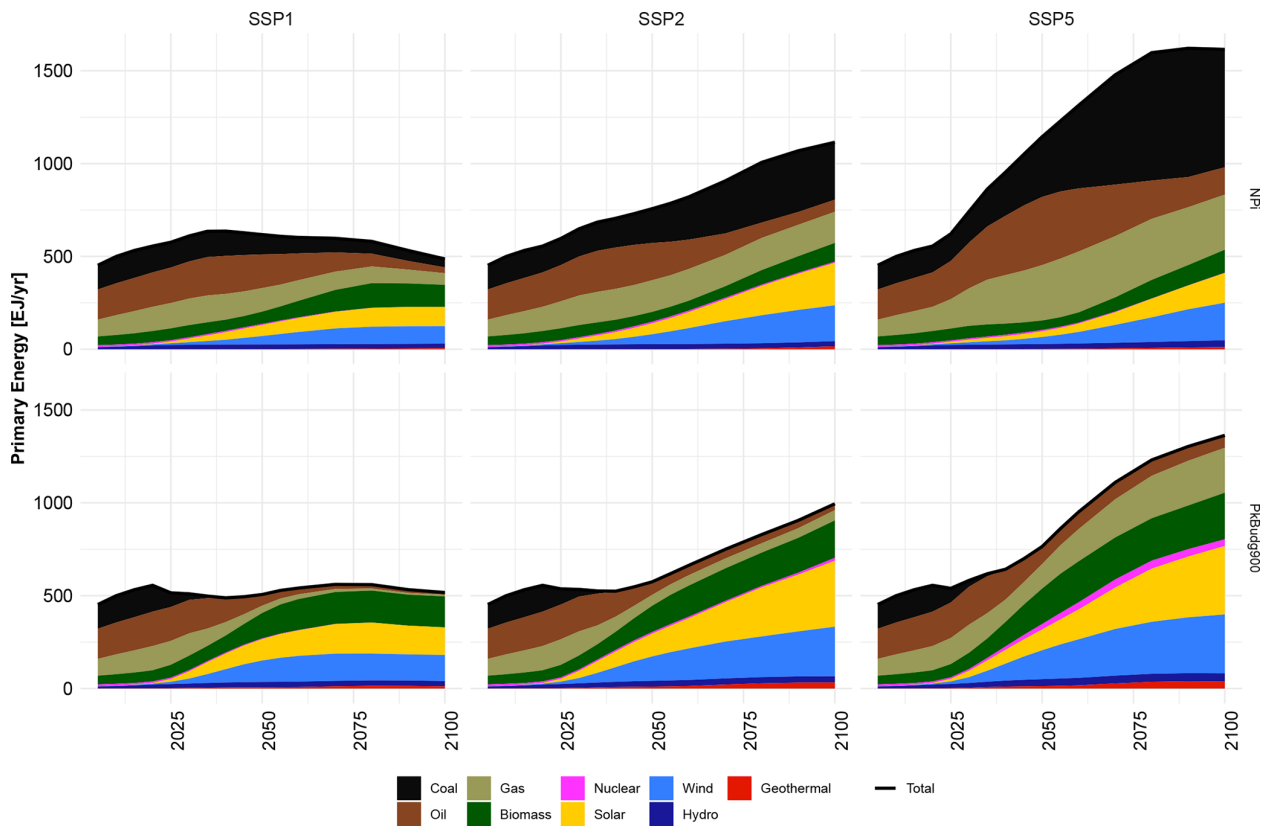 SSP1 SSP2 SSP5
Primary Energy [EJ/yr]
1500
1000
500
0
NPi
1500
1000
500
0
PkBudg900
2025 2050 2075 2100 2025 2050 2075 2100 2025 2050 2075 2100
Coal Gas Nuclear Wind Geothermal Total
Oil Biomass Solar Hydro